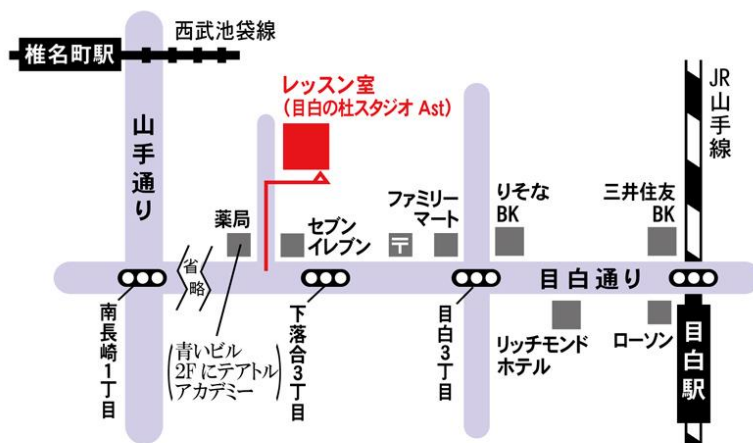 西武池袋線
椎名町駅
山手通り
レッスン室
(目白の杜スタジオ Ast)
JR山手線
薬局
セブン
イレブン
〒
ファミリー
マート
りそな
BK
三井住友
BK
省略
目白通り
南長崎1丁目
(青いビル
2Fにテアトル
アカデミー)
下落合3丁目
目白3丁目
リッチモンド
ホテル
ローソン
目白駅